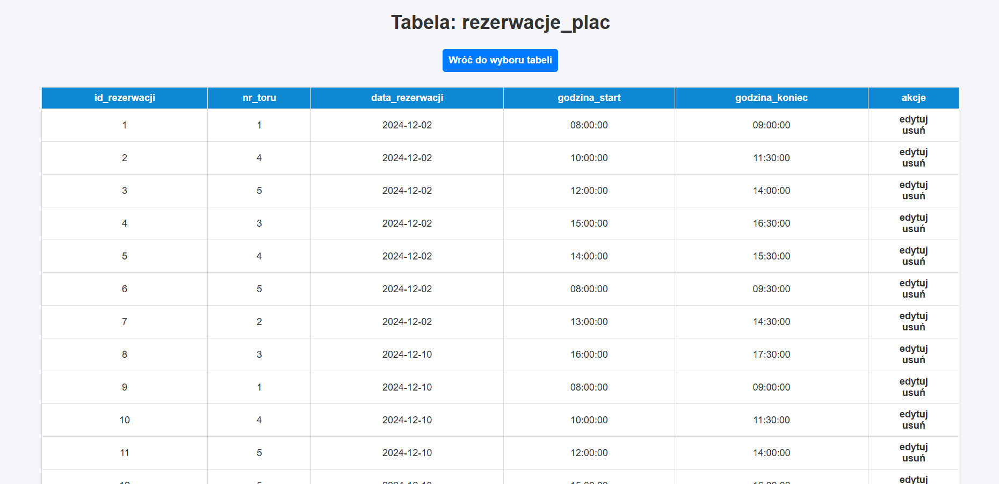 Tabela: rezerwacje_plac
Wróć do wyboru tabeli
id_rezerwacji nr_toru data_rezerwacji godzina_start godzina_koniec akcje
1 1 2024-12-02 08:00:00 09:00:00 edytuj
usuń
2 4 2024-12-02 10:00:00 11:30:00 edytuj
usuń
3 5 2024-12-02 12:00:00 14:00:00 edytuj
usuń
4 3 2024-12-02 15:00:00 16:30:00 edytuj
usuń
5 4 2024-12-02 14:00:00 15:30:00 edytuj
usuń
6 5 2024-12-02 08:00:00 09:30:00 edytuj
usuń
7 2 2024-12-02 13:00:00 14:30:00 edytuj
usuń
8 3 2024-12-10 16:00:00 17:30:00 edytuj
usuń
9 1 2024-12-10 08:00:00 09:00:00 edytuj
usuń
10 4 2024-12-10 10:00:00 11:30:00 edytuj
usuń
11 5 2024-12-10 12:00:00 14:00:00 edytuj
usuń
edytuj